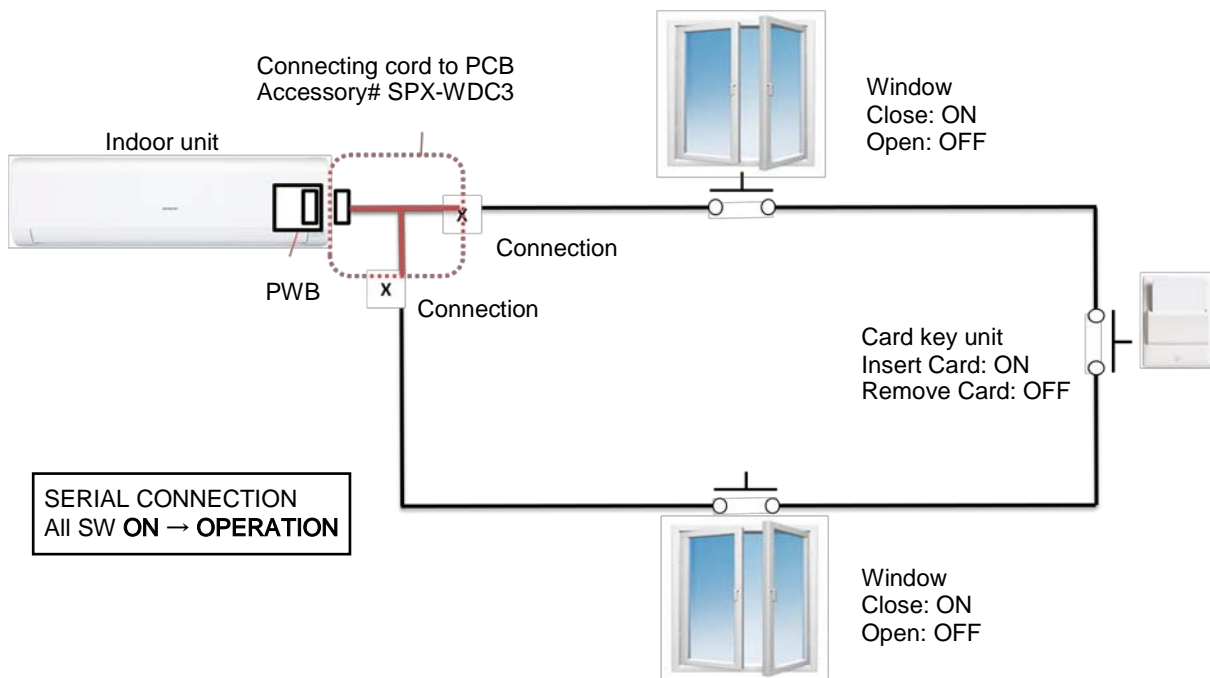 Connecting cord to PCB
Accessory# SPX-WDC3
Indoor unit
Window
Close: ON
Open: OFF
X
Connection
PWB
X
Connection
Card key unit
Insert Card: ON
Remove Card: OFF
SERIAL CONNECTION
All SW ON → OPERATION
Window
Close: ON
Open: OFF